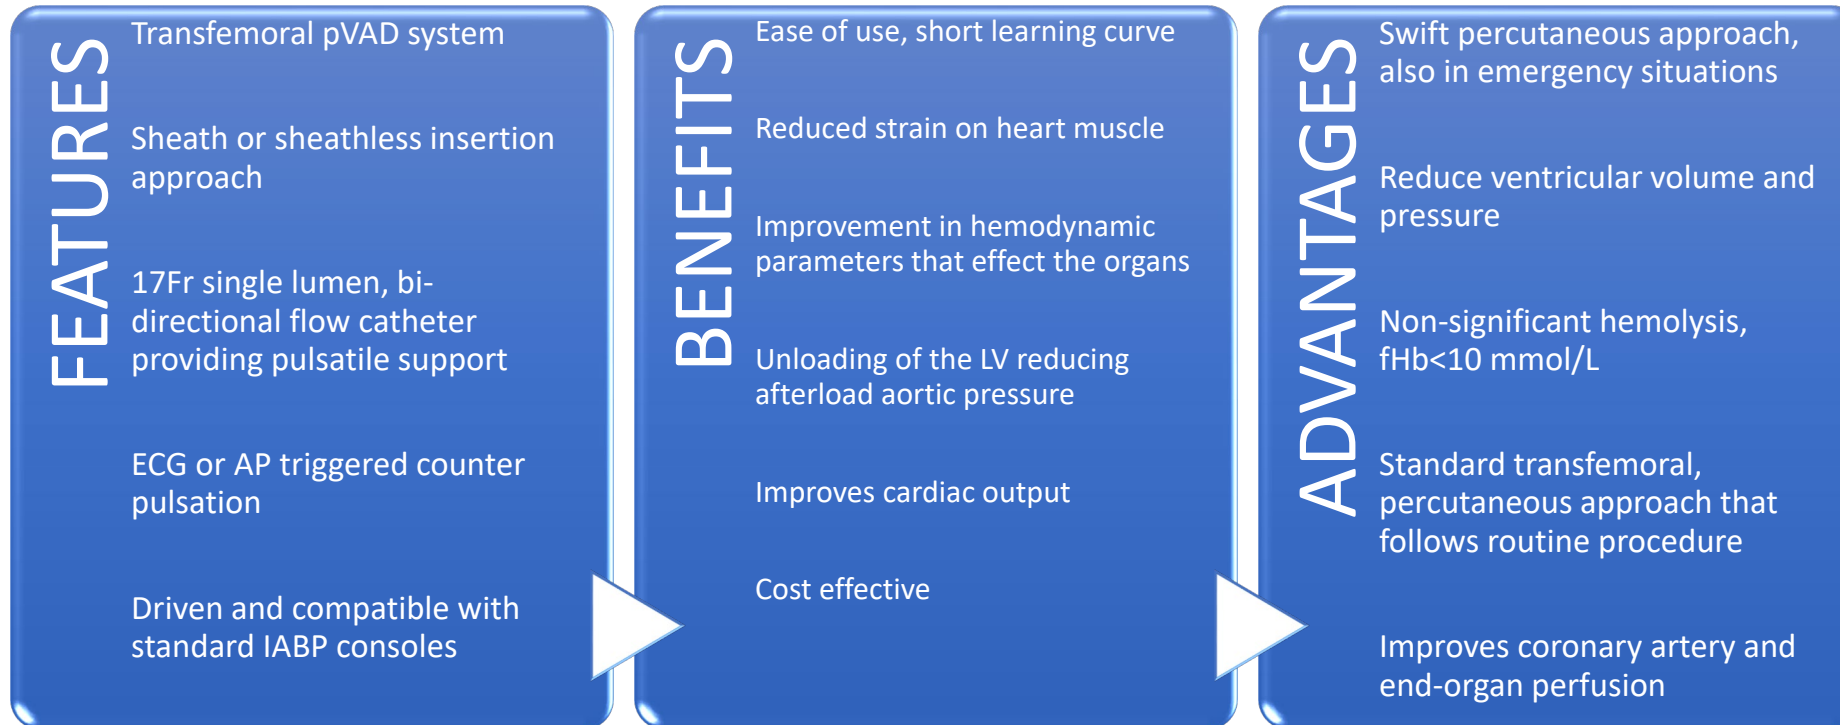 FEATURES
Transfemoral pVAD system
Sheath or sheathless insertion
approach
17Fr single lumen, bi-
directional flow catheter
providing pulsatile support
ECG or AP triggered counter
pulsation
Driven and compatible with
standard IABP consoles
BENEFITS
Ease of use, short learning curve
Reduced strain on heart muscle
Improvement in hemodynamic
parameters that effect the organs
Unloading of the LV reducing
afterload aortic pressure
Improves cardiac output
Cost effective
ADVANTAGES
Swift percutaneous approach,
also in emergency situations
Reduce ventricular volume and
pressure
Non-significant hemolysis,
fHb<10 mmol/L
Standard transfemoral,
percutaneous approach that
follows routine procedure
Improves coronary artery and
end-organ perfusion